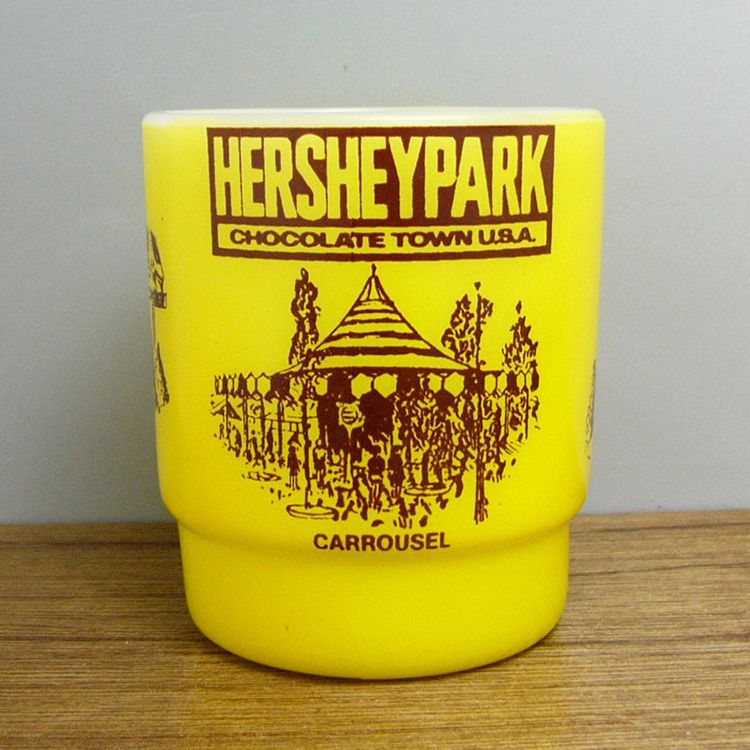 HERSHEYPARK
CHOCOLATE TOWN U.S.A.
CARROUSEL